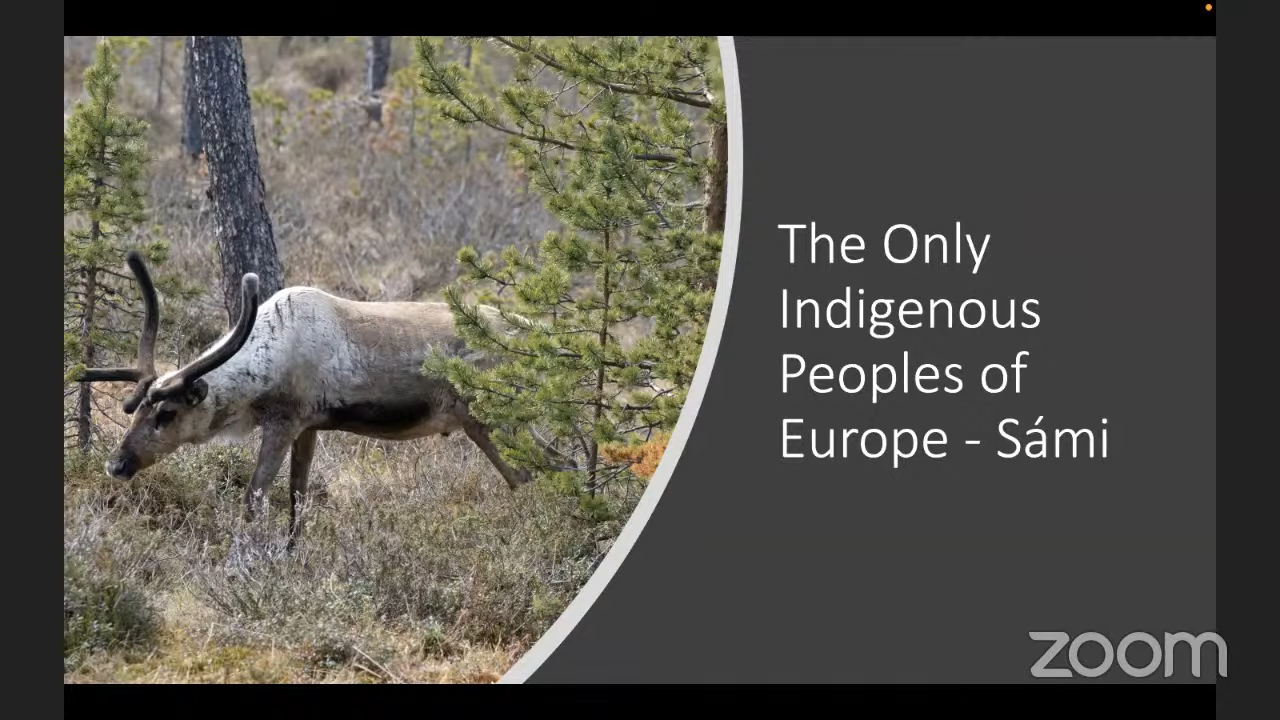 The Only
Indigenous
Peoples of
Europe - Sámi
zoom